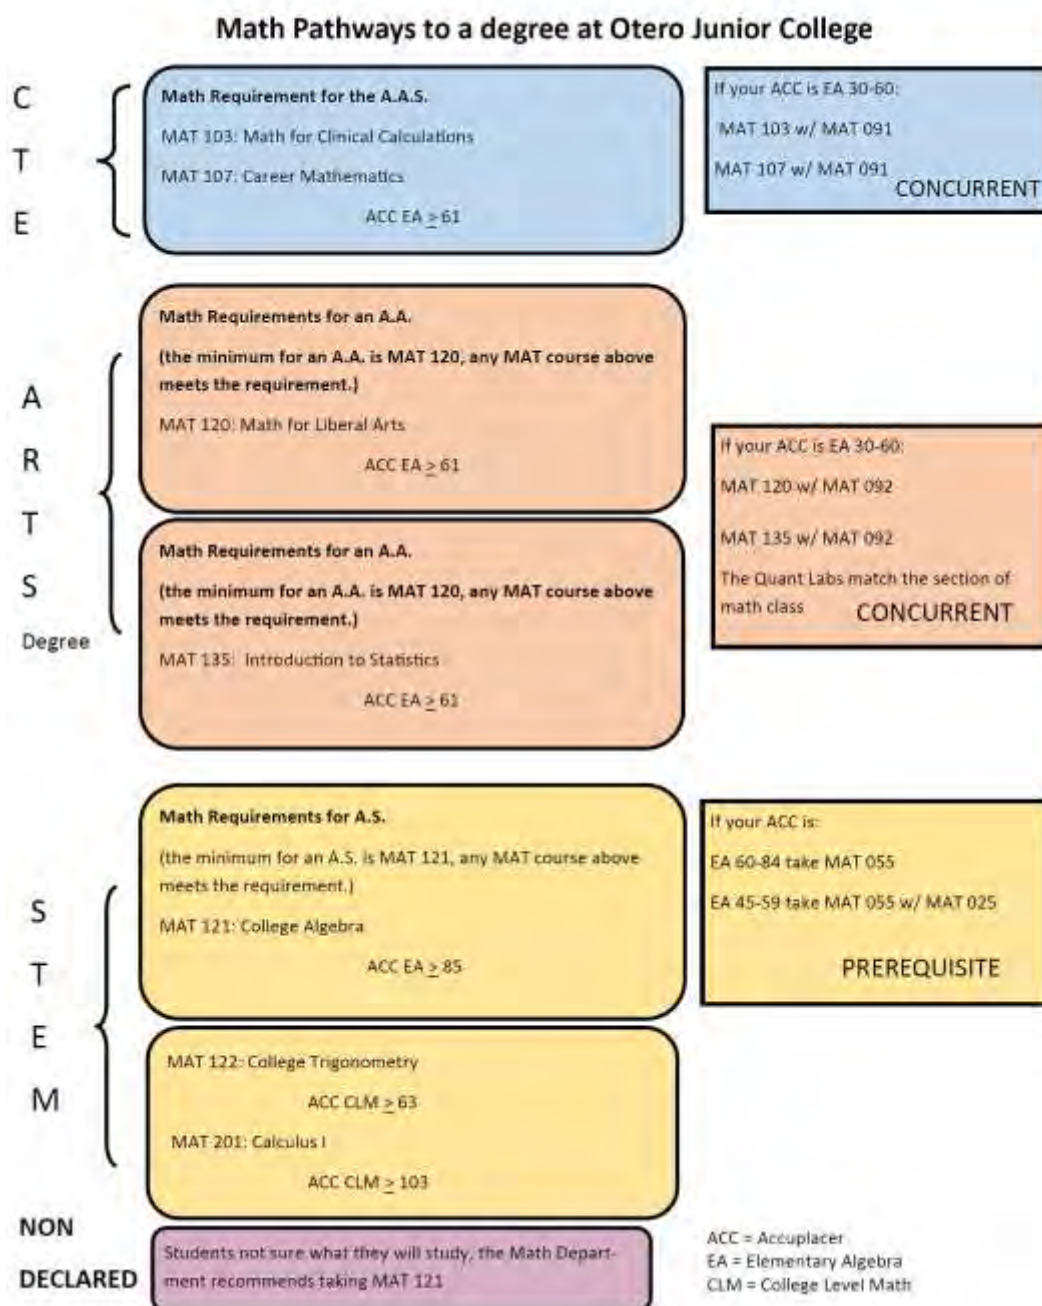 Math Pathways to a degree at Otero Junior College
C
T
E
Math Requirement for the A.A.S.
MAT 103: Math for Clinical Calculations
MAT 107: Career Mathematics
ACC EA ≥ 61
If your ACC is EA 30-60:
MAT 103 w/ MAT 091
MAT 107 w/ MAT 091
CONCURRENT
A
R
T
S
Degree
Math Requirements for an A.A.
(the minimum for an A.A. is MAT 120, any MAT course above
meets the requirement.)
MAT 120: Math for Liberal Arts
ACC EA ≥ 61
Math Requirements for an A.A.
(the minimum for an A.A. is MAT 120, any MAT course above
meets the requirement.)
MAT 135: Introduction to Statistics
ACC EA ≥ 61
If your ACC is EA 30-60:
MAT 120 w/ MAT 092
MAT 135 w/ MAT 092
The Quant Labs match the section of
math class CONCURRENT
S
T
E
M
Math Requirements for A.S.
(the minimum for an A.S. is MAT 121, any MAT course above
meets the requirement.)
MAT 121: College Algebra
ACC EA ≥ 85
If your ACC is:
EA 60-84 take MAT 055
EA 45-59 take MAT 055 w/ MAT 025
PREREQUISITE
MAT 122: College Trigonometry
ACC CLM ≥ 63
MAT 201: Calculus I
ACC CLM ≥ 103
NON
DECLARED
Students not sure what they will study, the Math Depart-
ment recommends taking MAT 121
ACC = Accuplacer
EA = Elementary Algebra
CLM = College Level Math